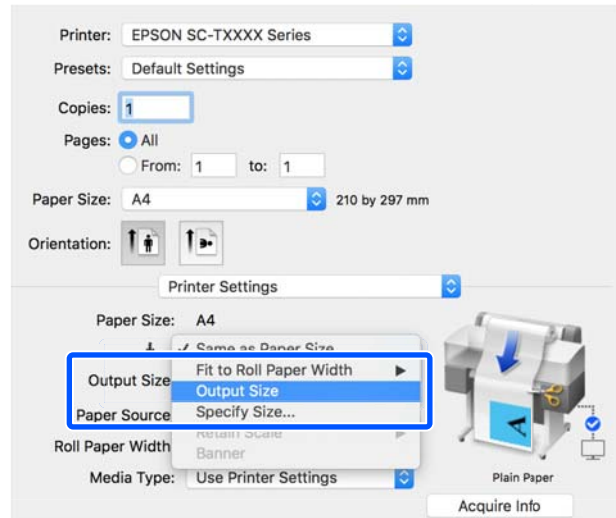 Printer: EPSON SC-TXXXX Series
Presets: Default Settings
Copies: 1
Pages: All
From: 1 to: 1
Paper Size: A4 210 by 297 mm
Orientation:
Printer Settings
Paper Size: A4
✓ Same as Paper Size
Output Size Fit to Roll Paper Width
Output Size
Paper Source Specify Size...
Retain Scale
Roll Paper Width Banner
Media Type: Use Printer Settings
Plain Paper
Acquire Info